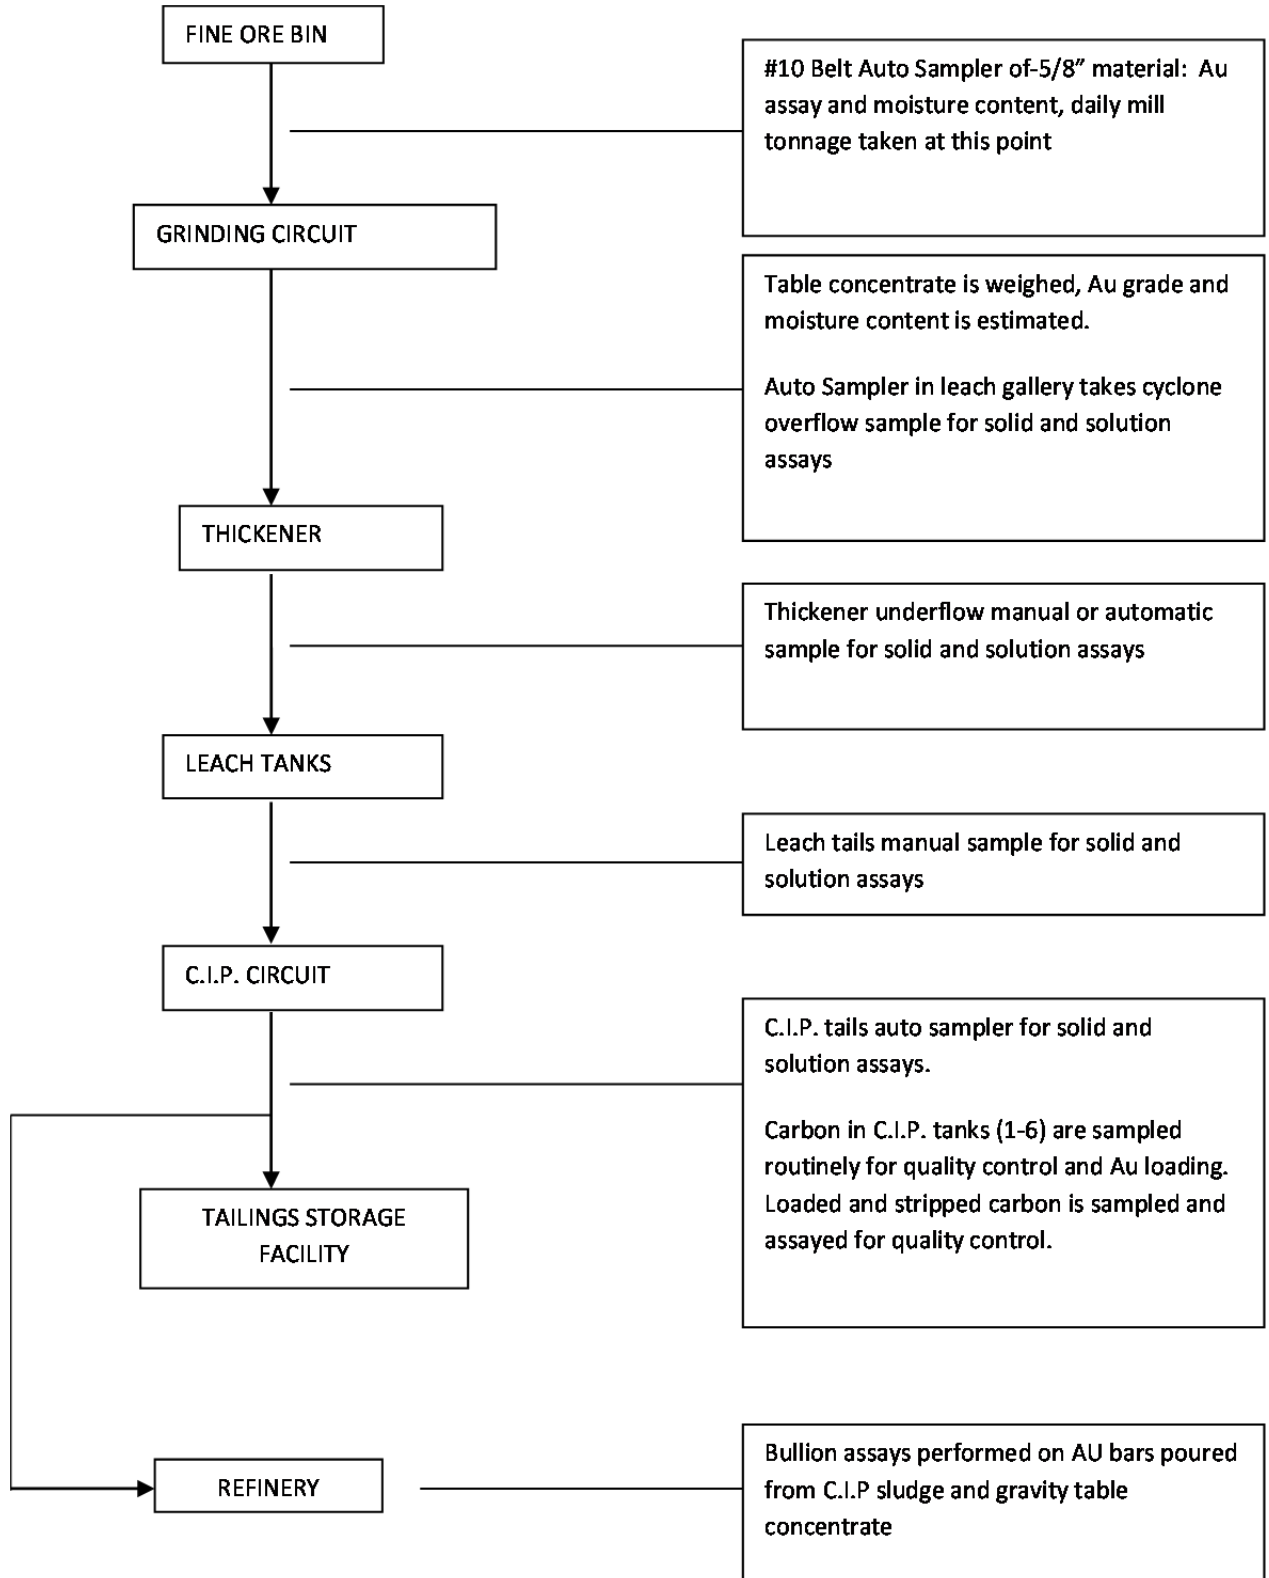 FINE ORE BIN
#10 Belt Auto Sampler of-5/8” material:  Au
assay and moisture content, daily mill
tonnage taken at this point
GRINDING CIRCUIT
Table concentrate is weighed, Au grade and
moisture content is estimated.
Auto Sampler in leach gallery takes cyclone
overflow sample for solid and solution
assays
THICKENER
Thickener underflow manual or automatic
sample for solid and solution assays
LEACH TANKS
Leach tails manual sample for solid and
solution assays
C.I.P. CIRCUIT
C.I.P. tails auto sampler for solid and
solution assays.
Carbon in C.I.P. tanks (1-6) are sampled
routinely for quality control and Au loading.
Loaded and stripped carbon is sampled and
assayed for quality control.
TAILINGS STORAGE
FACILITY
REFINERY
Bullion assays performed on AU bars poured
from C.I.P sludge and gravity table
concentrate